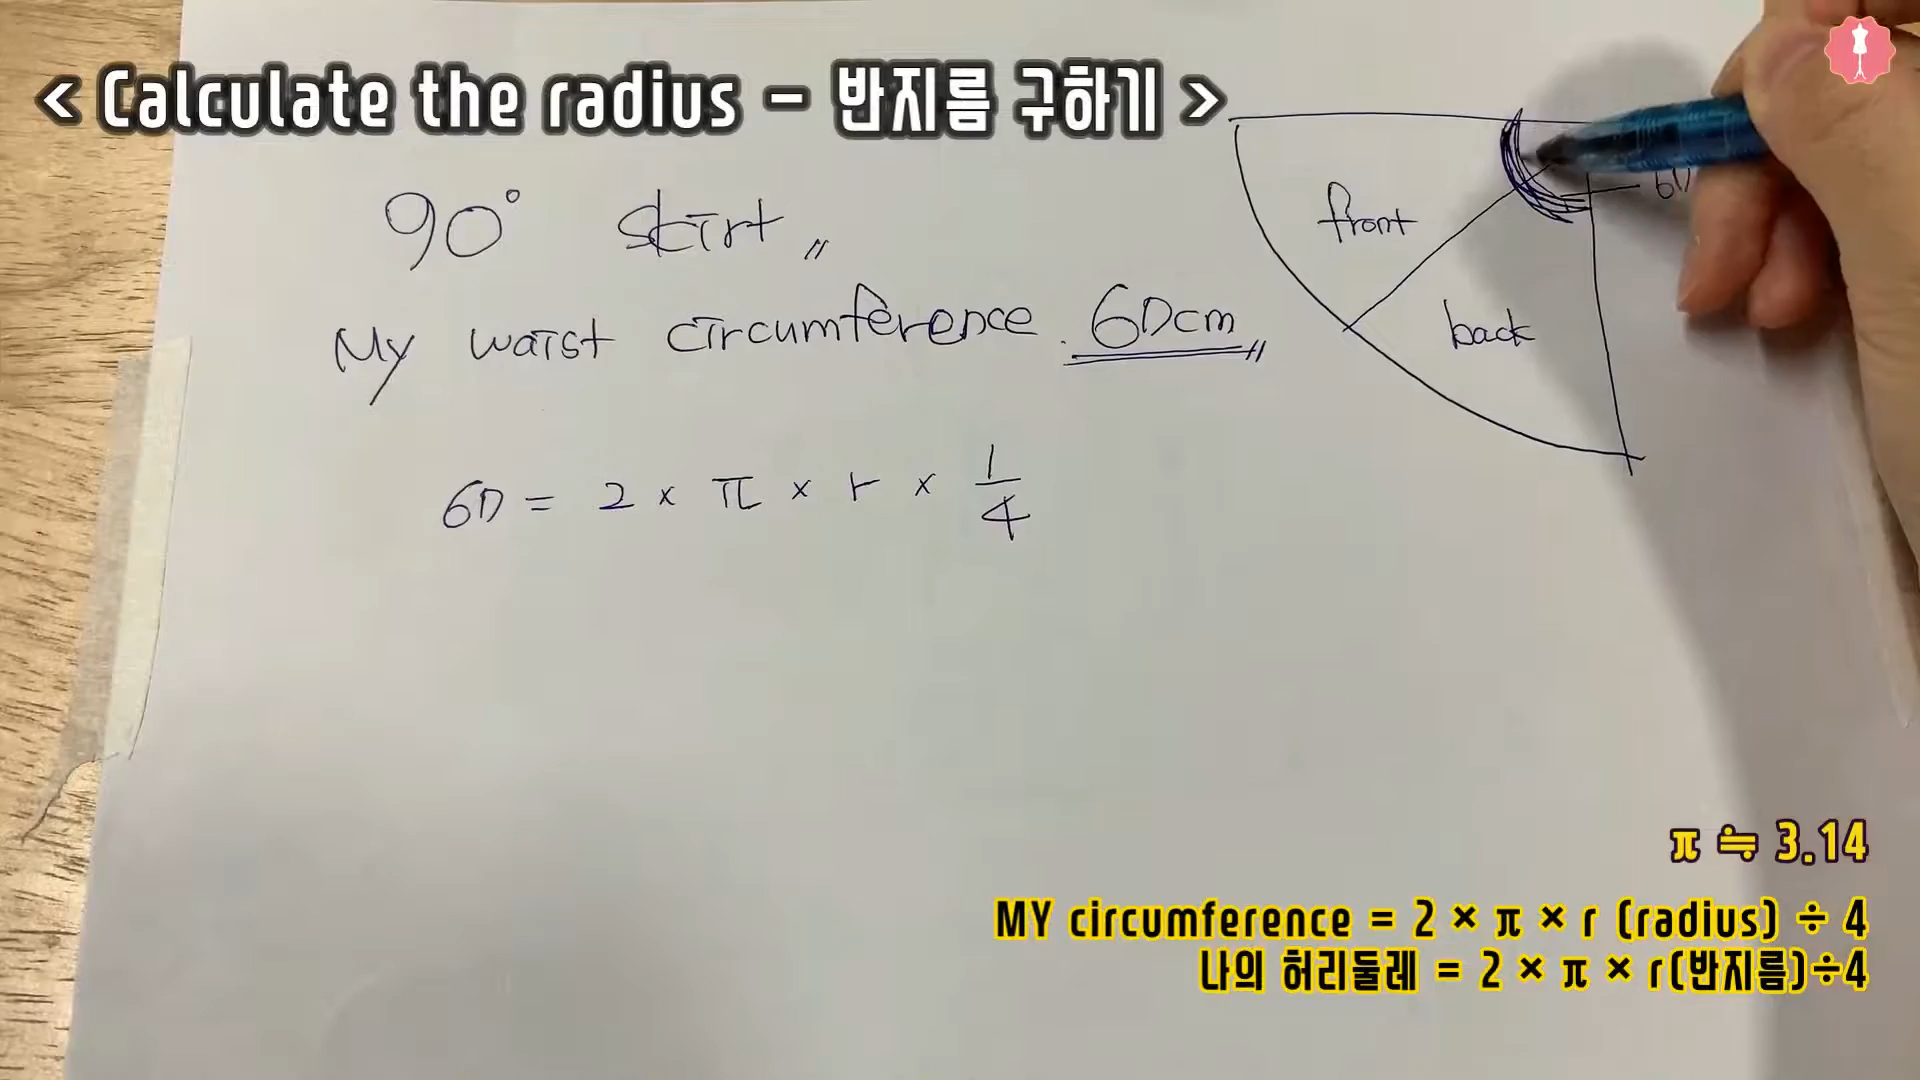 < Calculate the radius - 반지름 구하기 >
90° skirt 〃
My waist circumference. 60cm 〃
60 = 2 × π × r × 1/4
front
back
60
π ≒ 3.14
MY circumference = 2 × π × r (radius) ÷ 4
나의 허리둘레 = 2 × π × r(반지름)÷4